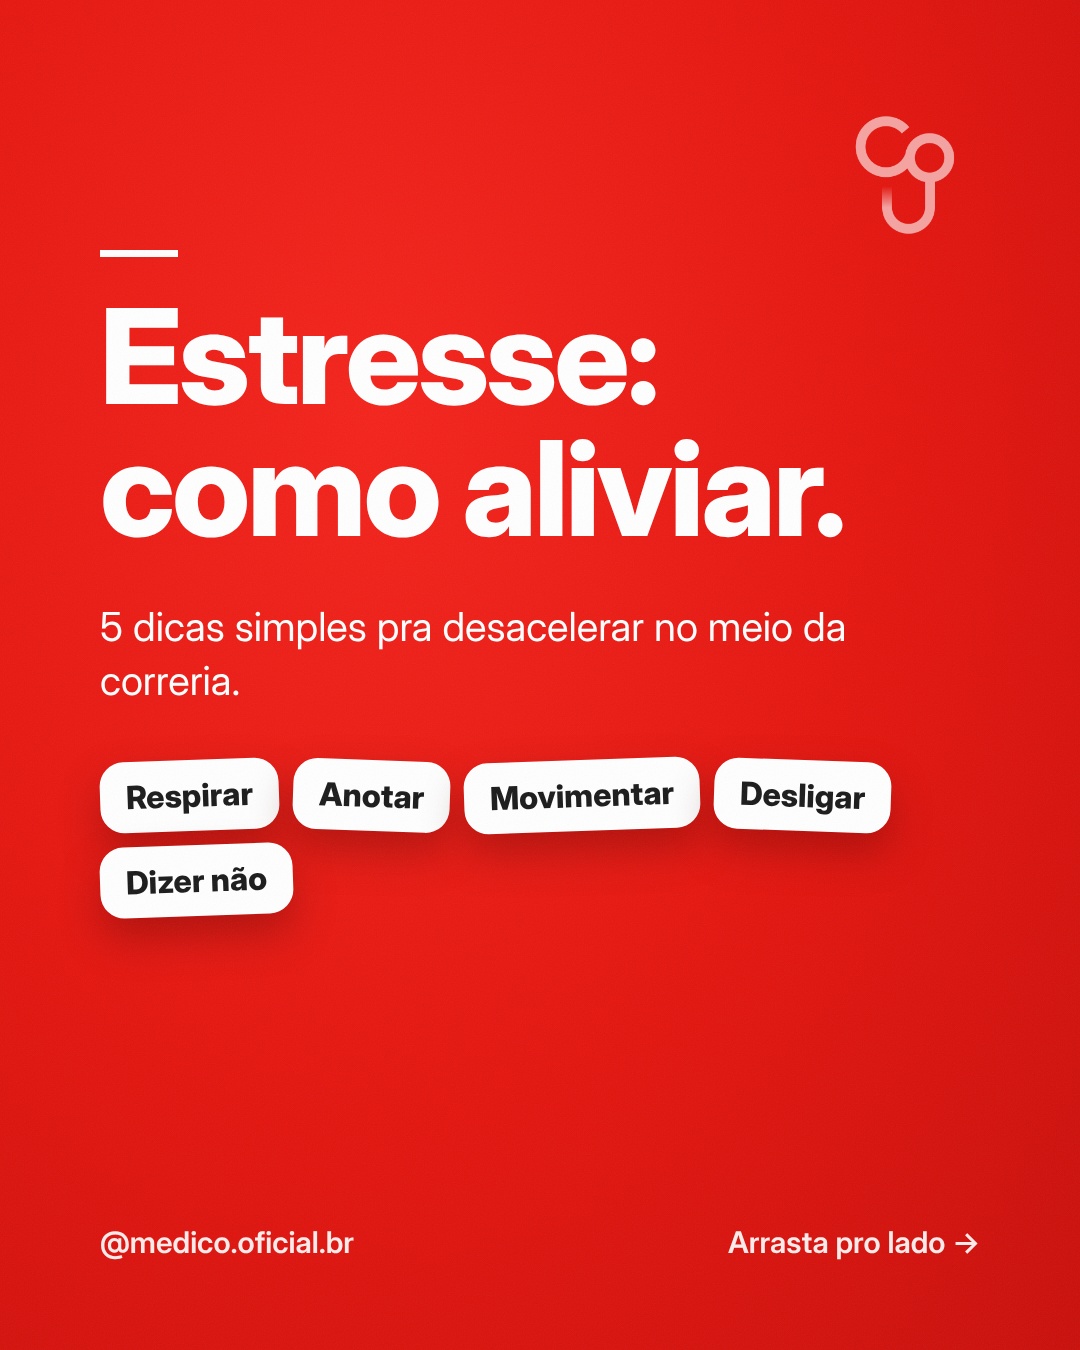 Estresse:
como aliviar.
5 dicas simples pra desacelerar no meio da
correria.
Respirar Anotar Movimentar Desligar
Dizer não
@medico.oficial.br Arrasta pro lado →